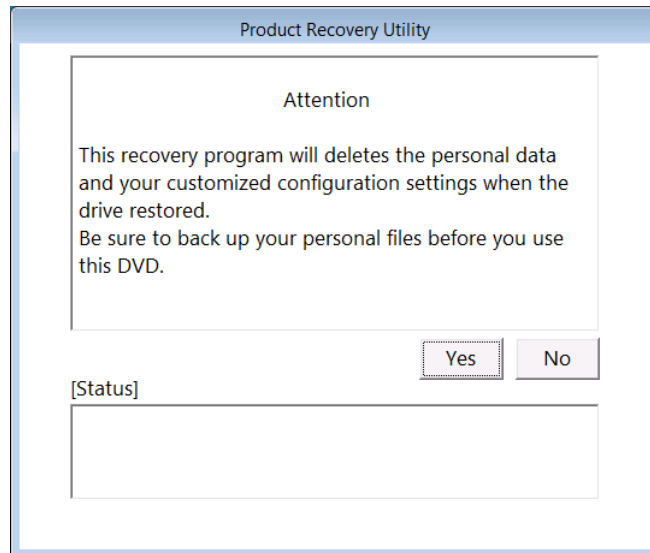 Product Recovery Utility
Attention
This recovery program will deletes the personal data
and your customized configuration settings when the
drive restored.
Be sure to back up your personal files before you use
this DVD.
Yes No
[Status]